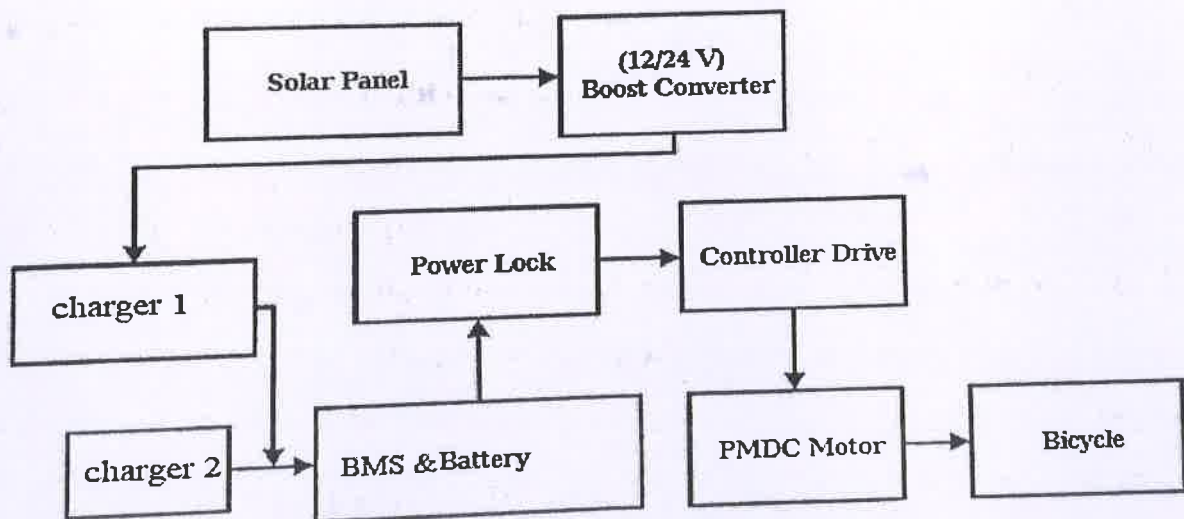 Solar Panel
(12/24 V)
Boost Converter
Power Lock
Controller Drive
charger 1
charger 2
BMS & Battery
PMDC Motor
Bicycle